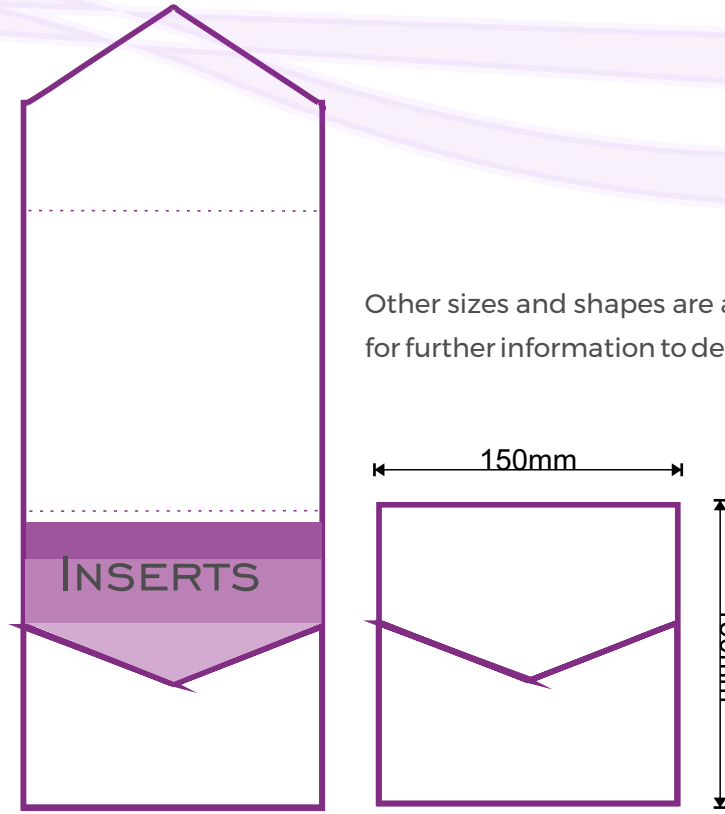 Other sizes and shapes are a
for further information to de
150mm
INSERTS